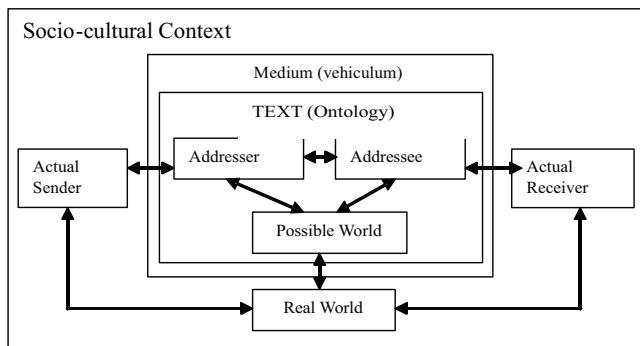 Socio-cultural Context
Medium (vehiculum)
TEXT (Ontology)
Actual
Sender
Addresser
Addressee
Actual
Receiver
Possible World
Real World